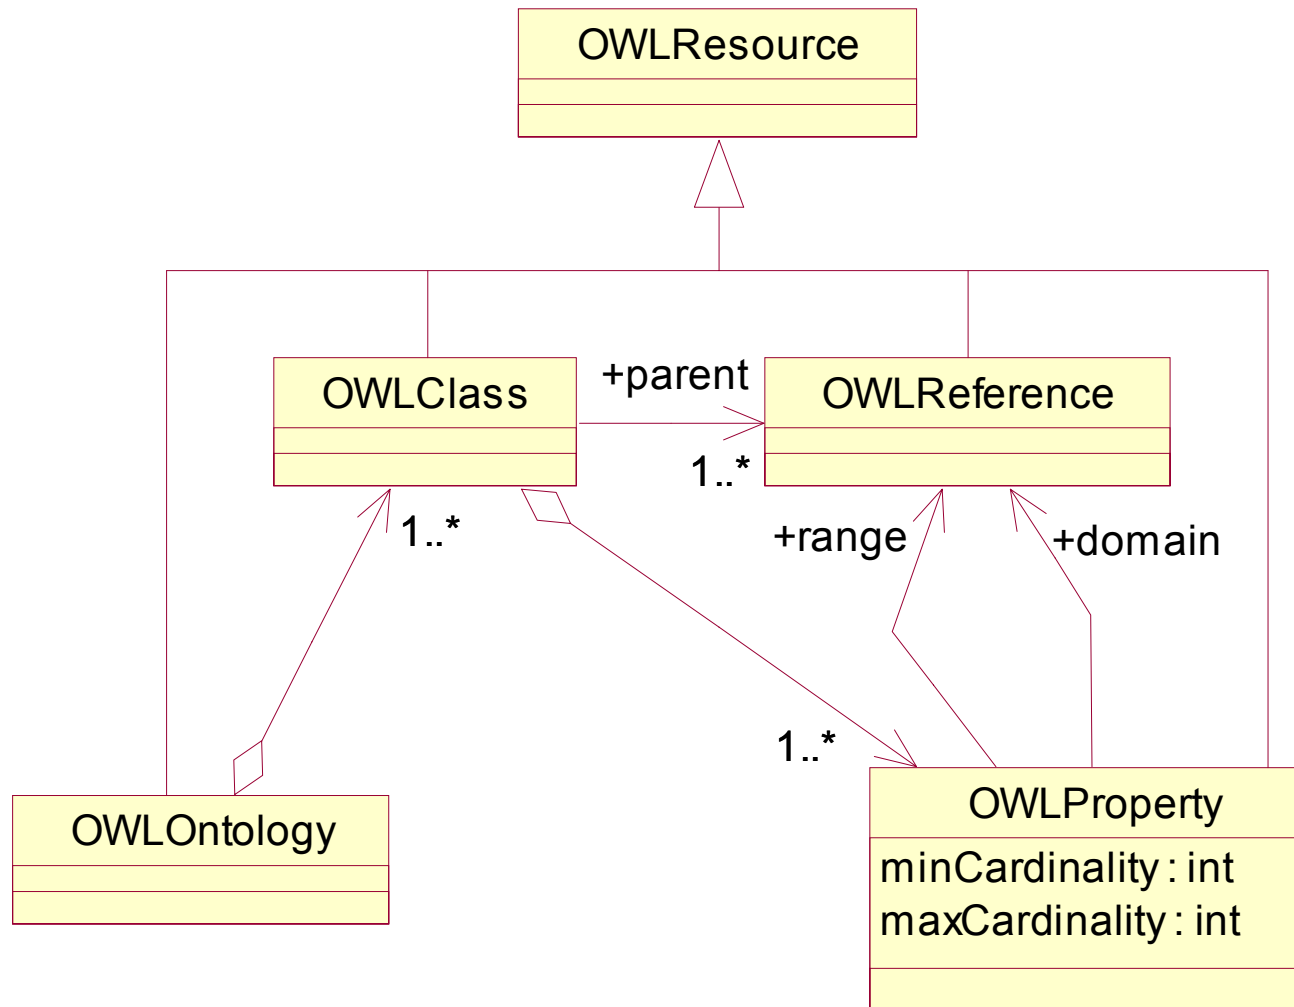 OWLResource
+parent
OWLClass
OWLReference
1..*
1..*
+range
+domain
1..*
OWLOntology
OWLProperty
minCardinality : int
maxCardinality : int